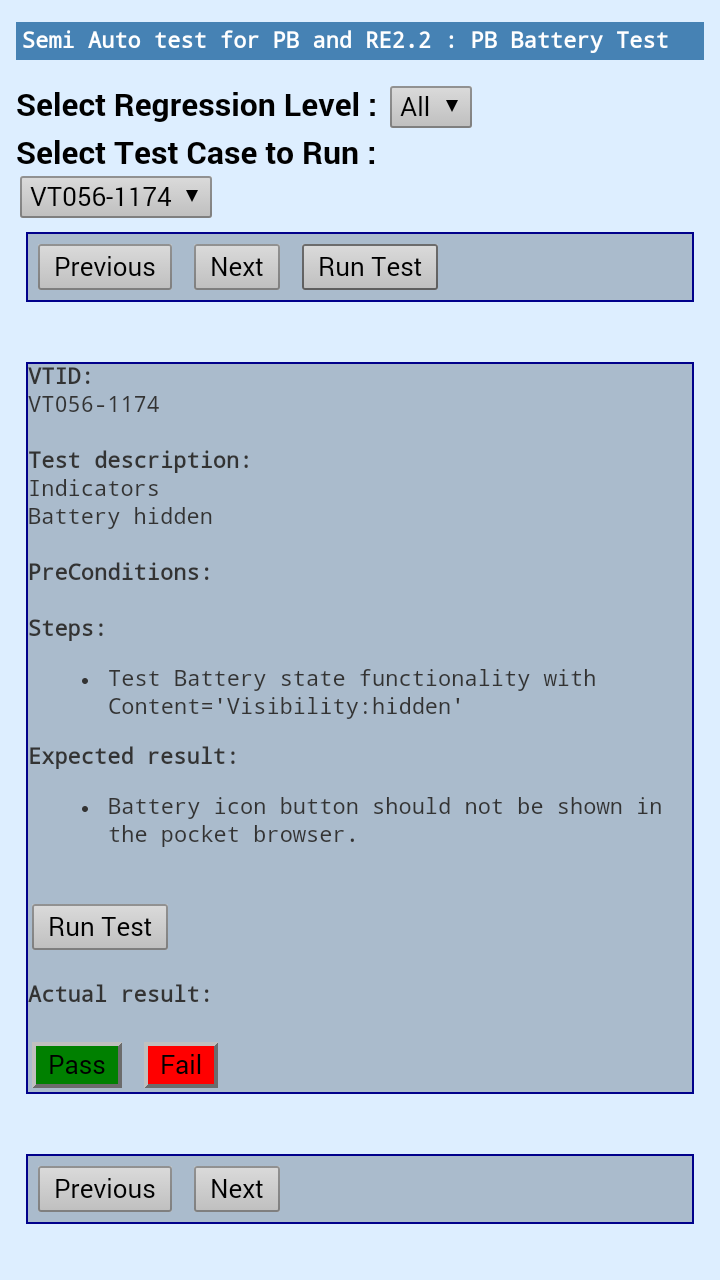 Semi Auto test for PB and RE2.2 : PB Battery Test
Select Regression Level : All ▼
Select Test Case to Run :
VT056-1174 ▼
Previous Next Run Test
VTID:
VT056-1174
Test description:
Indicators
Battery hidden
PreConditions:
Steps:
• Test Battery state functionality with
Content='Visibility:hidden'
Expected result:
• Battery icon button should not be shown in
the pocket browser.
Run Test
Actual result:
Pass Fail
Previous Next